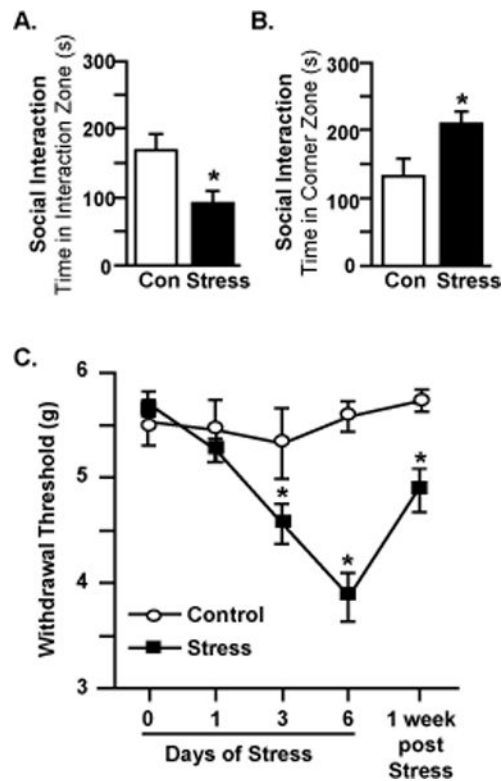 A.
Social Interaction
Time in Interaction Zone (s)
300
200
100
0
*
Con Stress
B.
Social Interaction
Time in Corner Zone (s)
300
200
100
0
*
Con Stress
C.
Withdrawal Threshold (g)
6
5
4
3
*
*
*
Control
Stress
0 1 3 6 1 week
post
Stress
Days of Stress